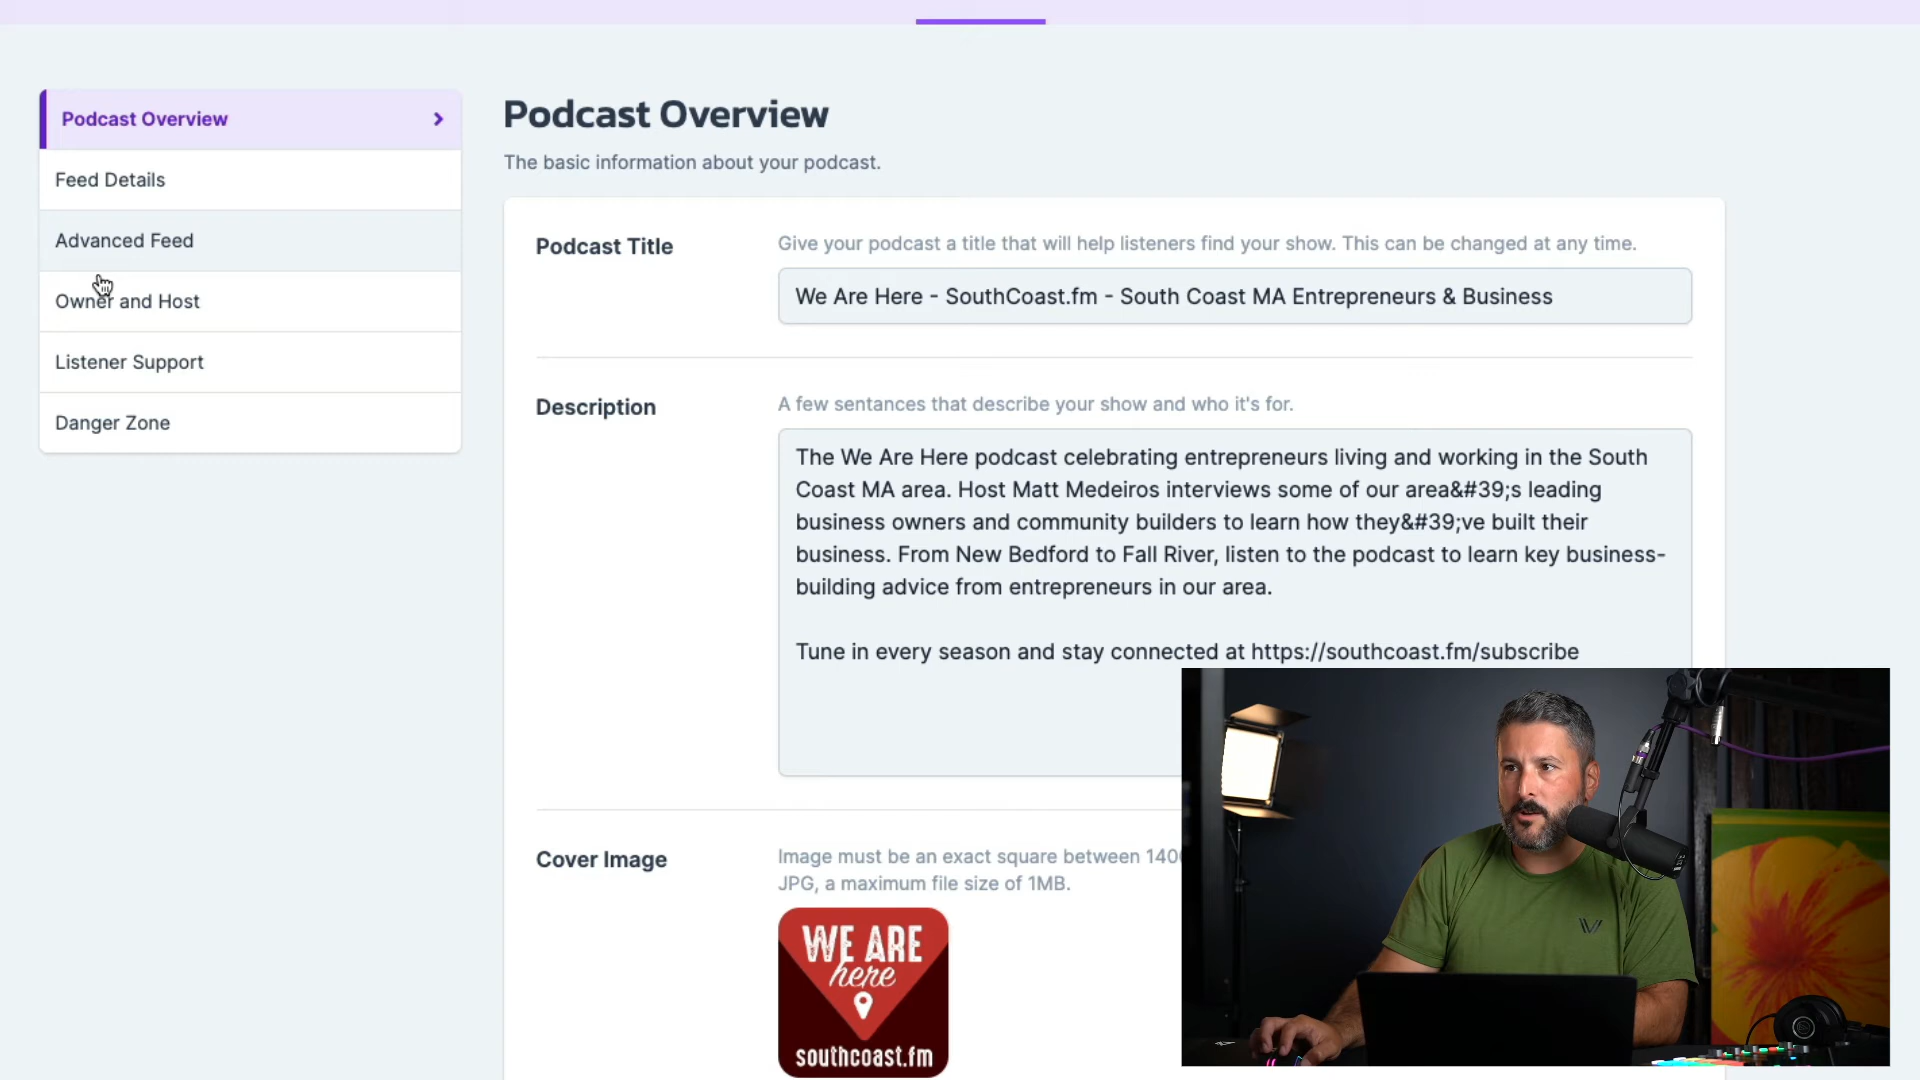 Podcast Overview
Feed Details
Advanced Feed
Owner and Host
Listener Support
Danger Zone
Podcast Overview
The basic information about your podcast.
Podcast Title
Give your podcast a title that will help listeners find your show. This can be changed at any time.
We Are Here - SouthCoast.fm - South Coast MA Entrepreneurs & Business
Description
A few sentances that describe your show and who it's for.
The We Are Here podcast celebrating entrepreneurs living and working in the South
Coast MA area. Host Matt Medeiros interviews some of our area&#39;s leading
business owners and community builders to learn how they&#39;ve built their
business. From New Bedford to Fall River, listen to the podcast to learn key business-
building advice from entrepreneurs in our area.
Tune in every season and stay connected at https://southcoast.fm/subscribe
Cover Image
Image must be an exact square between 140
JPG, a maximum file size of 1MB.
WE ARE
here
southcoast.fm